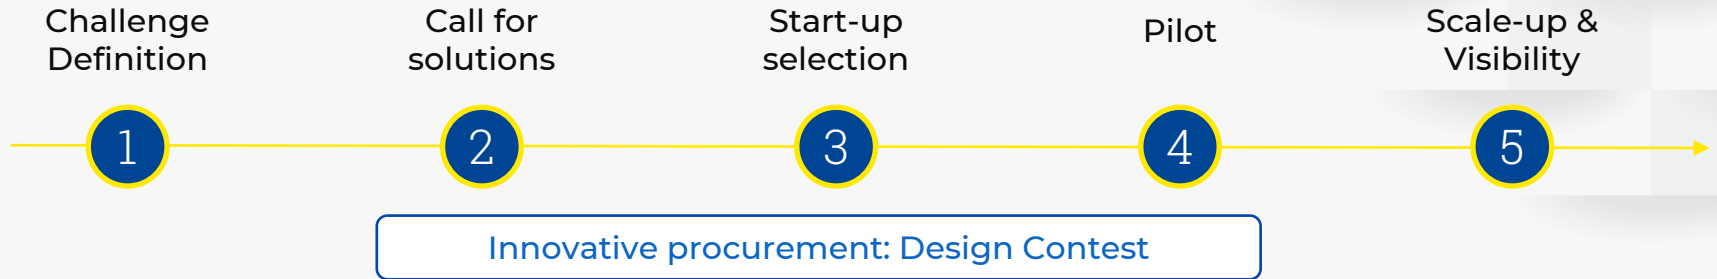 Challenge
Definition
Call for
solutions
Start-up
selection
Pilot
Scale-up &
Visibility
1
2
3
4
5
Innovative procurement: Design Contest